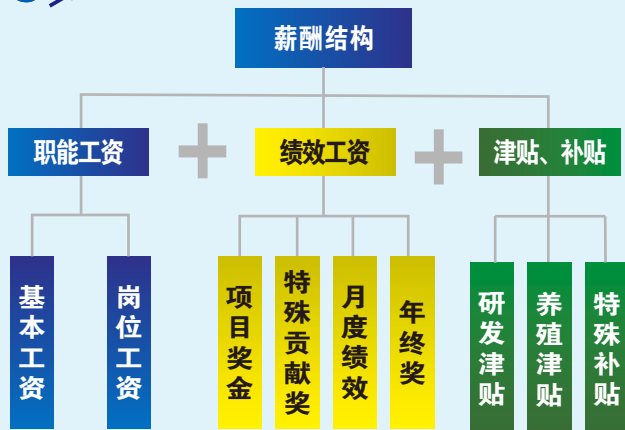 薪酬结构
职能工资
绩效工资
津贴、补贴
基本工资
岗位工资
项目奖金
特殊贡献奖
月度绩效
年终奖
研发津贴
养殖津贴
特殊补贴